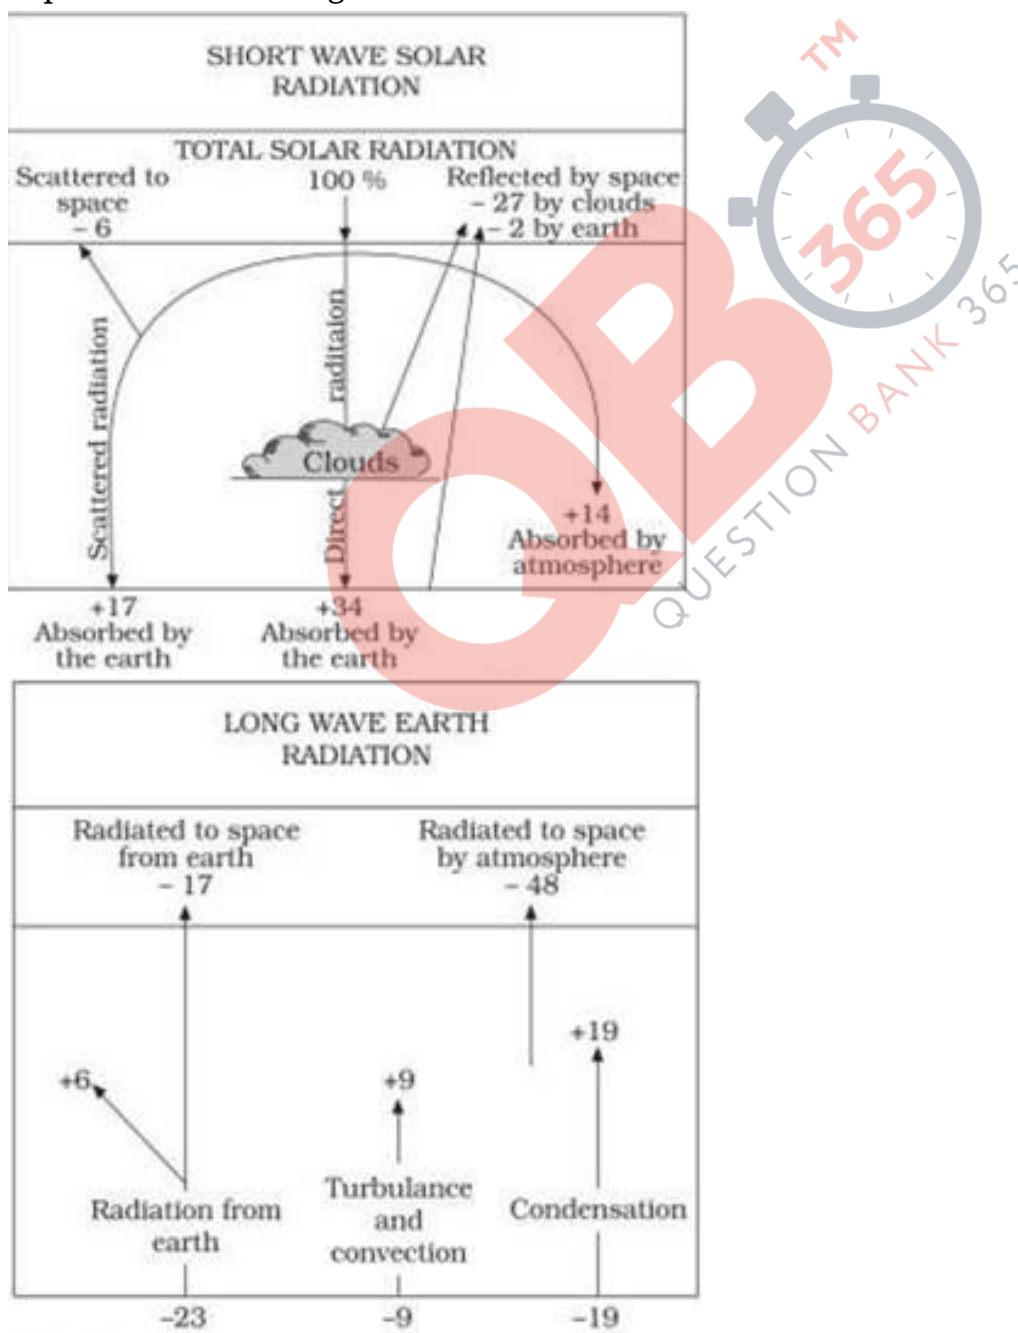 SHORT WAVE SOLAR
RADIATION
TOTAL SOLAR RADIATION
Scattered to
space
– 6
100 %
Reflected by space
– 27 by clouds
– 2 by earth
Scattered radiation
raditaion
Clouds
Direct
+14
Absorbed by
atmosphere
+17
Absorbed by
the earth
+34
Absorbed by
the earth
LONG WAVE EARTH
RADIATION
Radiated to space
from earth
– 17
Radiated to space
by atmosphere
– 48
+6
+9
+19
Radiation from
earth
Turbulance
and
convection
Condensation
–23
–9
–19
TM
365
QB
QUESTION BANK 365